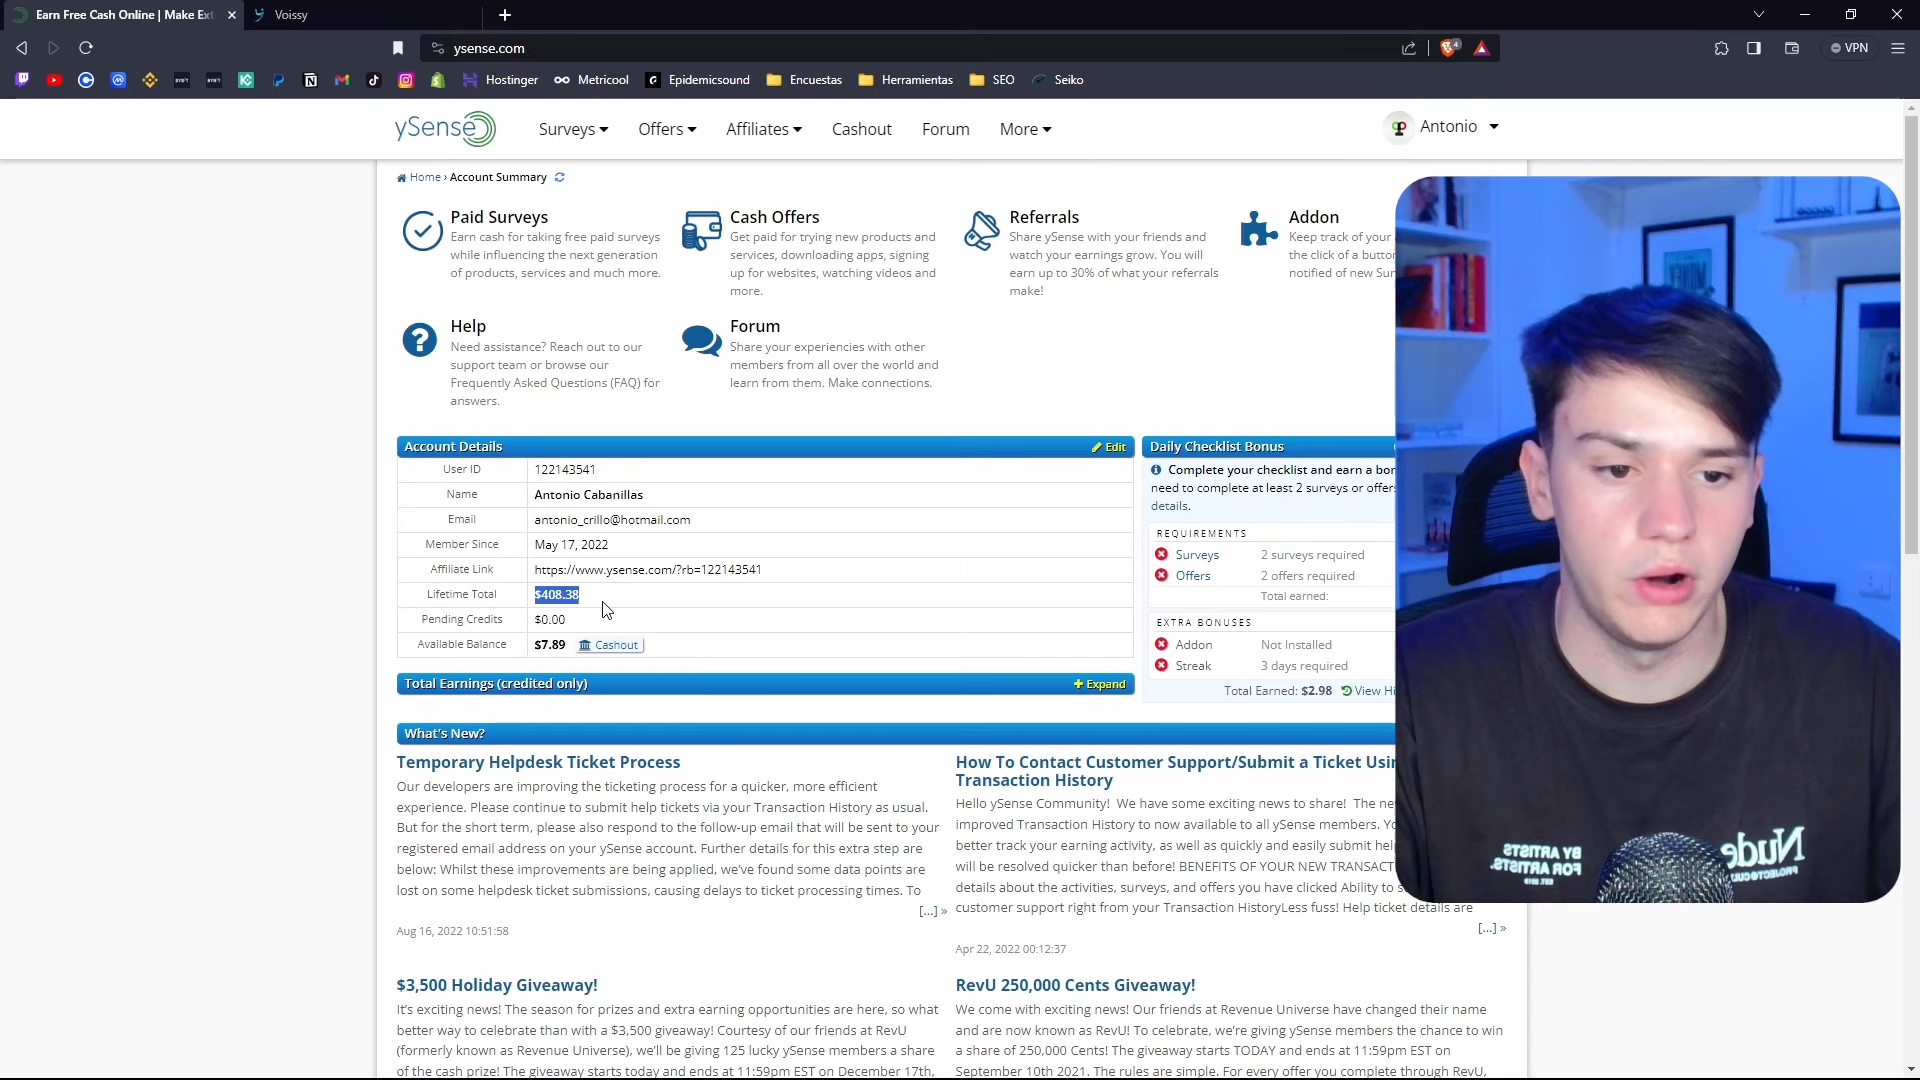 Earn Free Cash Online | Make Ext
Voissy
ysense.com
4
VPN
Hostinger
Metricool
Epidemicsound
Encuestas
Herramientas
SEO
Seiko
ySense
Surveys
Offers
Affiliates
Cashout
Forum
More
Antonio
Home › Account Summary
Paid Surveys
Earn cash for taking free paid surveys
while influencing the next generation
of products, services and much more.
Cash Offers
Get paid for trying new products and
services, downloading apps, signing
up for websites, watching videos and
more.
Referrals
Share ySense with your friends and
watch your earnings grow. You will
earn up to 30% of what your referrals
make!
Addon
Keep track of your
the click of a button
notified of new Sur
Help
Need assistance? Reach out to our
support team or browse our
Frequently Asked Questions (FAQ) for
answers.
Forum
Share your experiences with other
members from all over the world and
learn from them. Make connections.
Account Details
Edit
User ID 122143541
Name Antonio Cabanillas
Email antonio_crillo@hotmail.com
Member Since May 17, 2022
Affiliate Link https://www.ysense.com/?rb=122143541
Lifetime Total $408.38
Pending Credits $0.00
Available Balance $7.89 Cashout
Total Earnings (credited only)
+ Expand
Daily Checklist Bonus
Complete your checklist and earn a bor
need to complete at least 2 surveys or offers
details.
REQUIREMENTS
Surveys 2 surveys required
Offers 2 offers required
Total earned:
EXTRA BONUSES
Addon Not Installed
Streak 3 days required
Total Earned: $2.98 View Hi
What's New?
Temporary Helpdesk Ticket Process
Our developers are improving the ticketing process for a quicker, more efficient
experience. Please continue to submit help tickets via your Transaction History as usual.
But for the short term, please also respond to the follow-up email that will be sent to your
registered email address on your ySense account. Further details for this extra step are
below: Whilst these improvements are being applied, we've found some data points are
lost on some helpdesk ticket submissions, causing delays to ticket processing times. To
[...] »
Aug 16, 2022 10:51:58
How To Contact Customer Support/Submit a Ticket Usin
Transaction History
Hello ySense Community! We have some exciting news to share! The ne
improved Transaction History to now available to all ySense members. Yo
better track your earning activity, as well as quickly and easily submit hel
will be resolved quicker than before! BENEFITS OF YOUR NEW TRANSACT
details about the activities, surveys, and offers you have clicked Ability to s
customer support right from your Transaction HistoryLess fuss! Help ticket details are
[...] »
Apr 22, 2022 00:12:37
$3,500 Holiday Giveaway!
It's exciting news! The season for prizes and extra earning opportunities are here, so what
better way to celebrate than with a $3,500 giveaway! Courtesy of our friends at RevU
(formerly known as Revenue Universe), we'll be giving 125 lucky ySense members a share
of the cash prize! The giveaway starts today and ends at 11:59pm EST on December 17th,
RevU 250,000 Cents Giveaway!
We come with exciting news! Our friends at Revenue Universe have changed their name
and are now known as RevU! To celebrate, we're giving ySense members the chance to win
a share of 250,000 Cents! The giveaway starts TODAY and ends at 11:59pm EST on
September 10th 2021. The rules are simple. For every offer you complete through RevU,
BY AN ARTISTS
FOR ARTISTS.
Nude